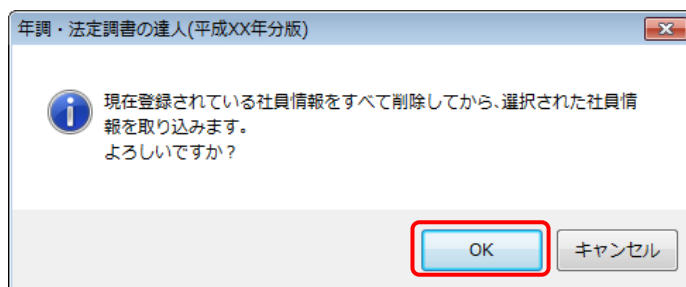 年調・法定調書の達人(平成XX年分版)
現在登録されている社員情報をすべて削除してから、選択された社員情
報を取り込みます。
よろしいですか？
OK
キャンセル